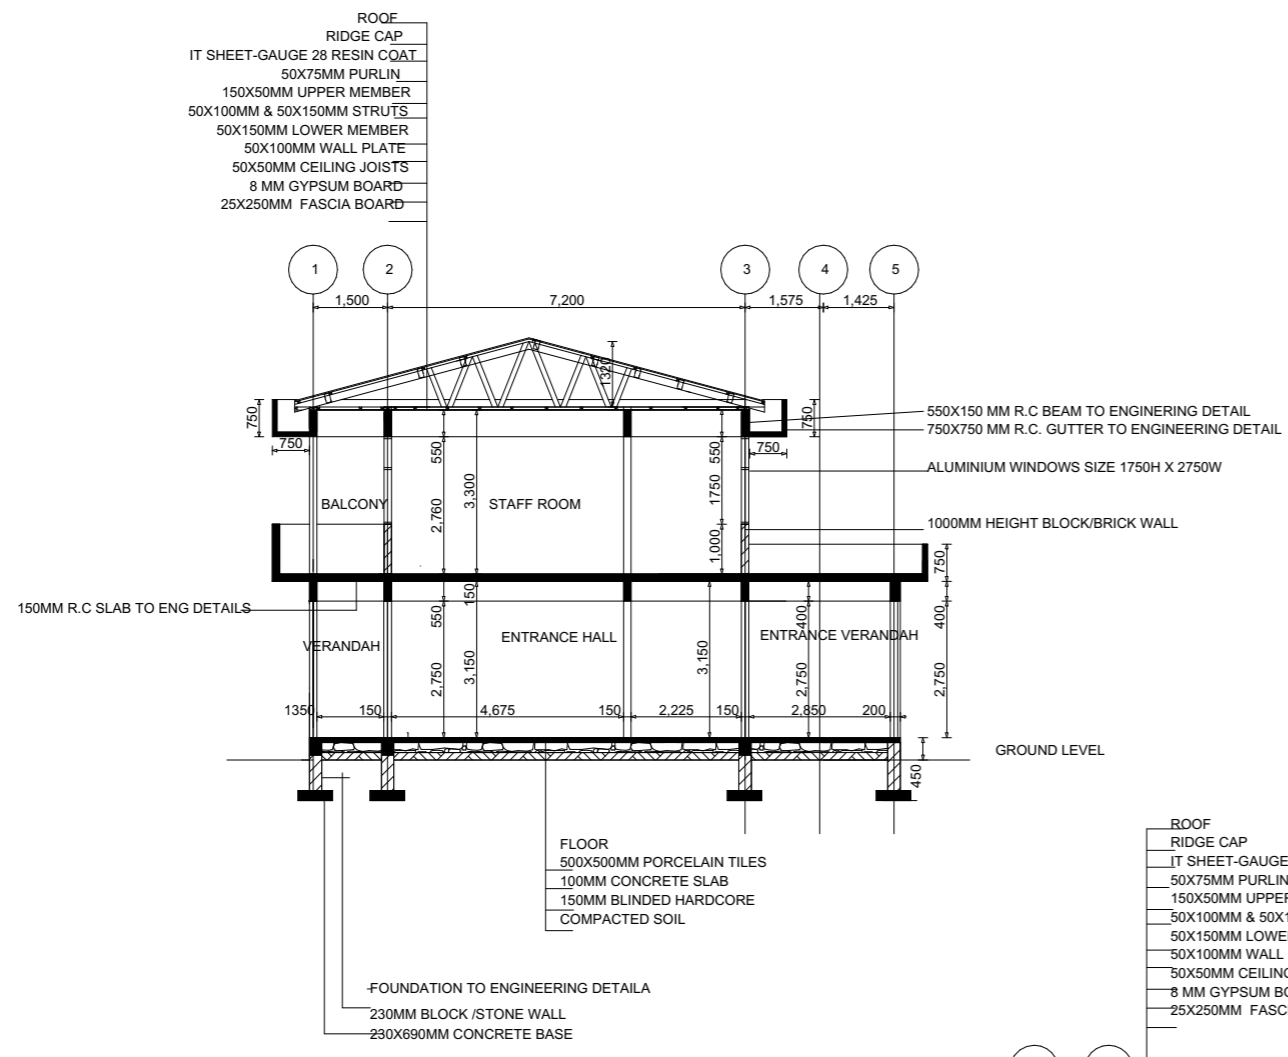 ROOF
RIDGE CAP
IT SHEET-GAUGE 28 RESIN COAT
50X75MM PURLIN
150X50MM UPPER MEMBER
50X100MM & 50X150MM STRUTS
50X150MM LOWER MEMBER
50X100MM WALL PLATE
50X50MM CEILING JOISTS
8 MM GYPSUM BOARD
25X250MM FASCIA BOARD
1 2 3 4 5
1,500 7,200 1,575 1,425
1320
750 750
550X150 MM R.C BEAM TO ENGINERING DETAIL
750X750 MM R.C. GUTTER TO ENGINEERING DETAIL
750 550 550 750
ALUMINIUM WINDOWS SIZE 1750H X 2750W
3,300 1750
BALCONY 2,760 STAFF ROOM
1000MM HEIGHT BLOCK/BRICK WALL
1,000 750
150
150MM R.C SLAB TO ENG DETAILS
550 400 400
VERANDAH ENTRANCE HALL ENTRANCE VERANDAH
2,750 3,150 3,150 2,750 2,750
1350 150 4,675 150 2,225 150 2,850 200
GROUND LEVEL
450
FLOOR
500X500MM PORCELAIN TILES
100MM CONCRETE SLAB
150MM BLINDED HARDCORE
COMPACTED SOIL
FOUNDATION TO ENGINEERING DETAILA
230MM BLOCK /STONE WALL
230X690MM CONCRETE BASE
ROOF
RIDGE CAP
IT SHEET-GAUGE
50X75MM PURLIN
150X50MM UPPER
50X100MM & 50X1
50X150MM LOWE
50X100MM WALL
50X50MM CEILING
8 MM GYPSUM BO
25X250MM FASC